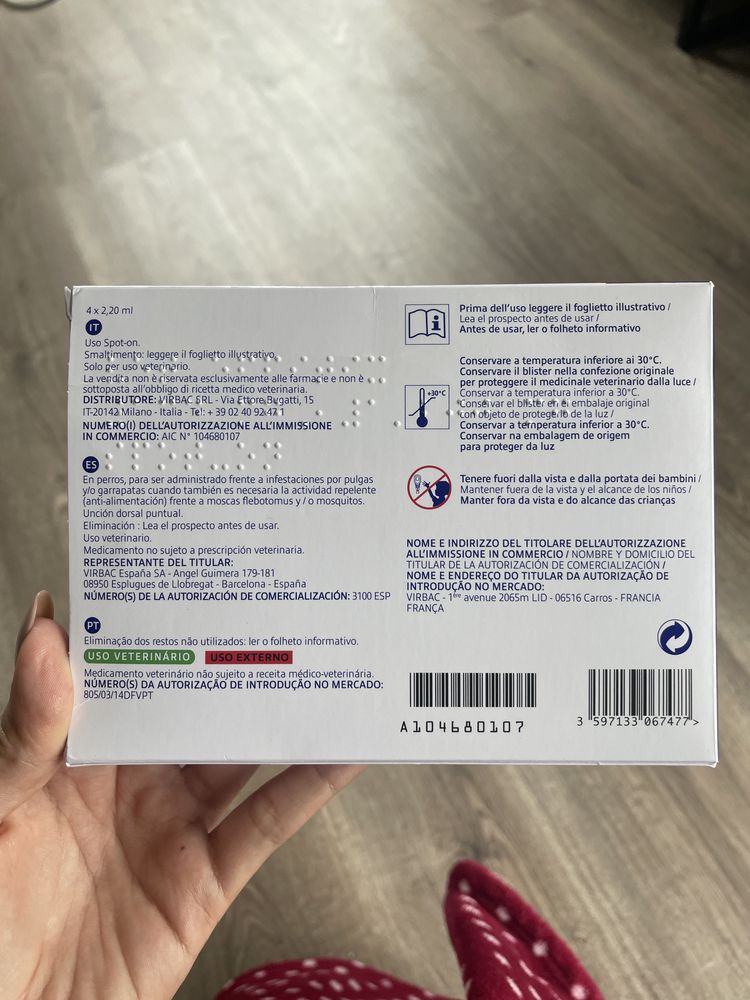 4 x 2,20 ml
IT
Uso Spot-on.
Smaltimento: leggere il foglietto illustrativo.
Solo per uso veterinario.
La vendita non è riservata esclusivamente alle farmacie e non è
sottoposta all'obbligo di ricetta medico veterinaria.
DISTRIBUTORE: VIRBAC SRL - Via Ettore Bugatti, 15
IT-20142 Milano - Italia - Tel: + 39 02 40 92 47 1
NUMERO(I) DELL'AUTORIZZAZIONE ALL'IMMISSIONE
IN COMMERCIO: AIC N° 104680107
ES
En perros, para ser administrado frente a infestaciones por pulgas
y/o garrapatas cuando también es necesaria la actividad repelente
(anti-alimentación) frente a moscas flebotomus y / o mosquitos.
Unción dorsal puntual.
Eliminación : Lea el prospecto antes de usar.
Uso veterinario.
Medicamento no sujeto a prescripción veterinaria.
REPRESENTANTE DEL TITULAR:
VIRBAC España SA - Angel Guimera 179-181
08950 Esplugues de Llobregat - Barcelona - España
NÚMERO(S) DE LA AUTORIZACIÓN DE COMERCIALIZACIÓN: 3100 ESP
PT
Eliminação dos restos não utilizados: ler o folheto informativo.
USO VETERINÁRIO USO EXTERNO
Medicamento veterinário não sujeito a receita médico-veterinária.
NÚMERO(S) DA AUTORIZAÇÃO DE INTRODUÇÃO NO MERCADO:
805/03/14DFVPT
Prima dell'uso leggere il foglietto illustrativo /
Lea el prospecto antes de usar /
Antes de usar, ler o folheto informativo
+30°C
Conservare a temperatura inferiore ai 30°C.
Conservare il blister nella confezione originale
per proteggere il medicinale veterinario dalla luce /
Conservar a temperatura inferior a 30°C.
Conservar el blister en el embalaje original
con objeto de protegerlo de la luz /
Conservar a temperatura inferior a 30°C.
Conservar na embalagem de origem
para proteger da luz
Tenere fuori dalla vista e dalla portata dei bambini /
Mantener fuera de la vista y el alcance de los niños /
Manter fora da vista e do alcance das crianças
NOME E INDIRIZZO DEL TITOLARE DELL'AUTORIZZAZIONE
ALL'IMMISSIONE IN COMMERCIO / NOMBRE Y DOMICILIO DEL
TITULAR DE LA AUTORIZACIÓN DE COMERCIALIZACIÓN /
NOME E ENDEREÇO DO TITULAR DA AUTORIZAÇÃO DE
INTRODUÇÃO NO MERCADO:
VIRBAC - 1ère avenue 2065m LID - 06516 Carros - FRANCIA
FRANÇA
A104680107
3 597133 067477 >